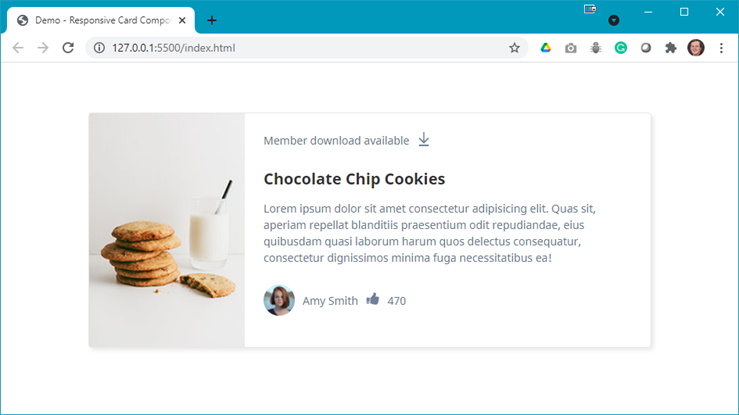 Demo - Responsive Card Compo
127.0.0.1:5500/index.html
Member download available
Chocolate Chip Cookies
Lorem ipsum dolor sit amet consectetur adipisicing elit. Quas sit,
aperiam repellat blanditiis praesentium odit repudiandae, eius
quibusdam quasi laborum harum quos delectus consequatur,
consectetur dignissimos minima fuga necessitatibus ea!
Amy Smith 470